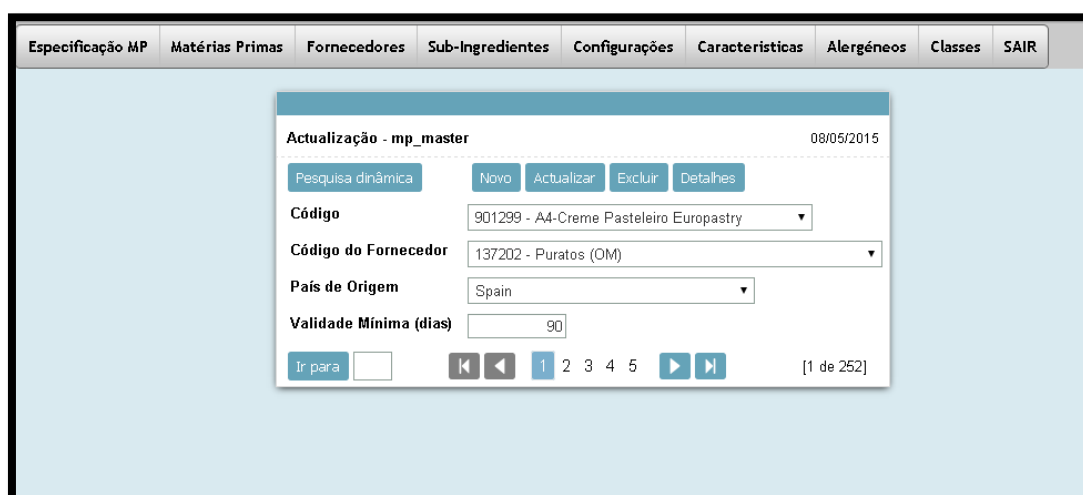 Especificação MP Matérias Primas Fornecedores Sub-Ingredientes Configurações Caracteristicas Alergéneos Classes SAIR
Actualização - mp_master 08/05/2015
Pesquisa dinâmica Novo Actualizar Excluir Detalhes
Código 901299 - A4-Creme Pasteleiro Europastry
Código do Fornecedor 137202 - Puratos (OM)
País de Origem Spain
Validade Mínima (dias) 90
Ir para 1 2 3 4 5 [1 de 252]